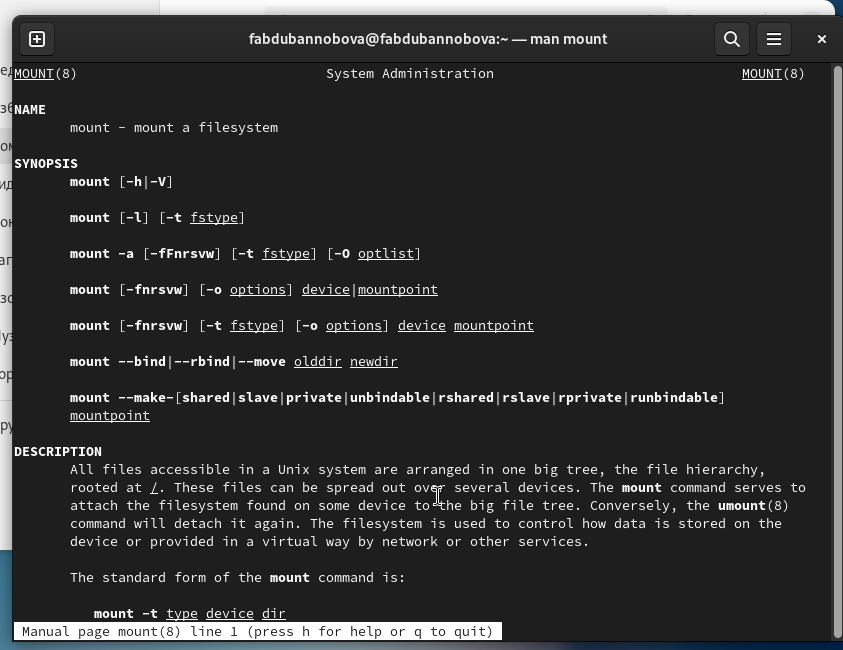 fabdubannobova@fabdubannobova:~ — man mount
MOUNT(8) System Administration MOUNT(8)
NAME
mount - mount a filesystem
SYNOPSIS
mount [-h|-V]
mount [-l] [-t fstype]
mount -a [-fFnrsvw] [-t fstype] [-O optlist]
mount [-fnrsvw] [-o options] device|mountpoint
mount [-fnrsvw] [-t fstype] [-o options] device mountpoint
mount --bind|--rbind|--move olddir newdir
mount --make-[shared|slave|private|unbindable|rshared|rslave|rprivate|runbindable]
mountpoint
DESCRIPTION
All files accessible in a Unix system are arranged in one big tree, the file hierarchy,
rooted at /. These files can be spread out over several devices. The mount command serves to
attach the filesystem found on some device to the big file tree. Conversely, the umount(8)
command will detach it again. The filesystem is used to control how data is stored on the
device or provided in a virtual way by network or other services.
The standard form of the mount command is:
mount -t type device dir
Manual page mount(8) line 1 (press h for help or q to quit)